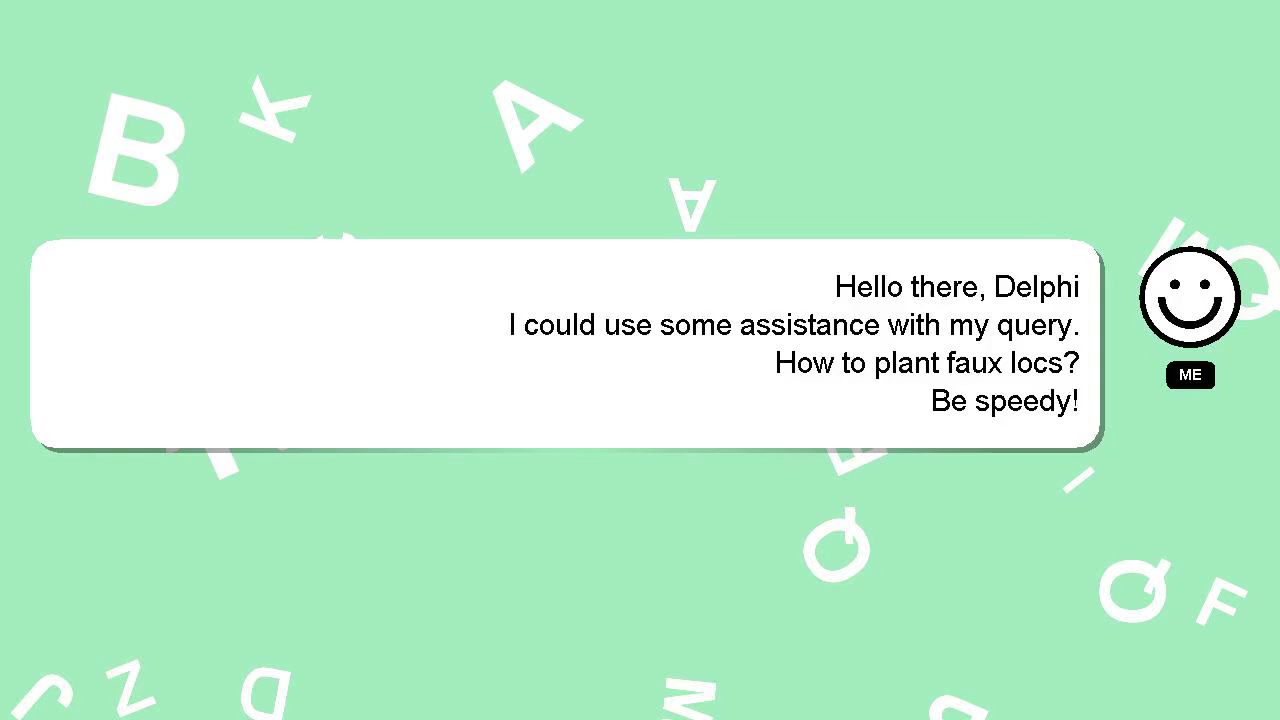 B
K
A
A
M
Q
Hello there, Delphi
I could use some assistance with my query.
How to plant faux locs?
Be speedy!
ME
E
I
Q
Q
F
J
Z
D
M